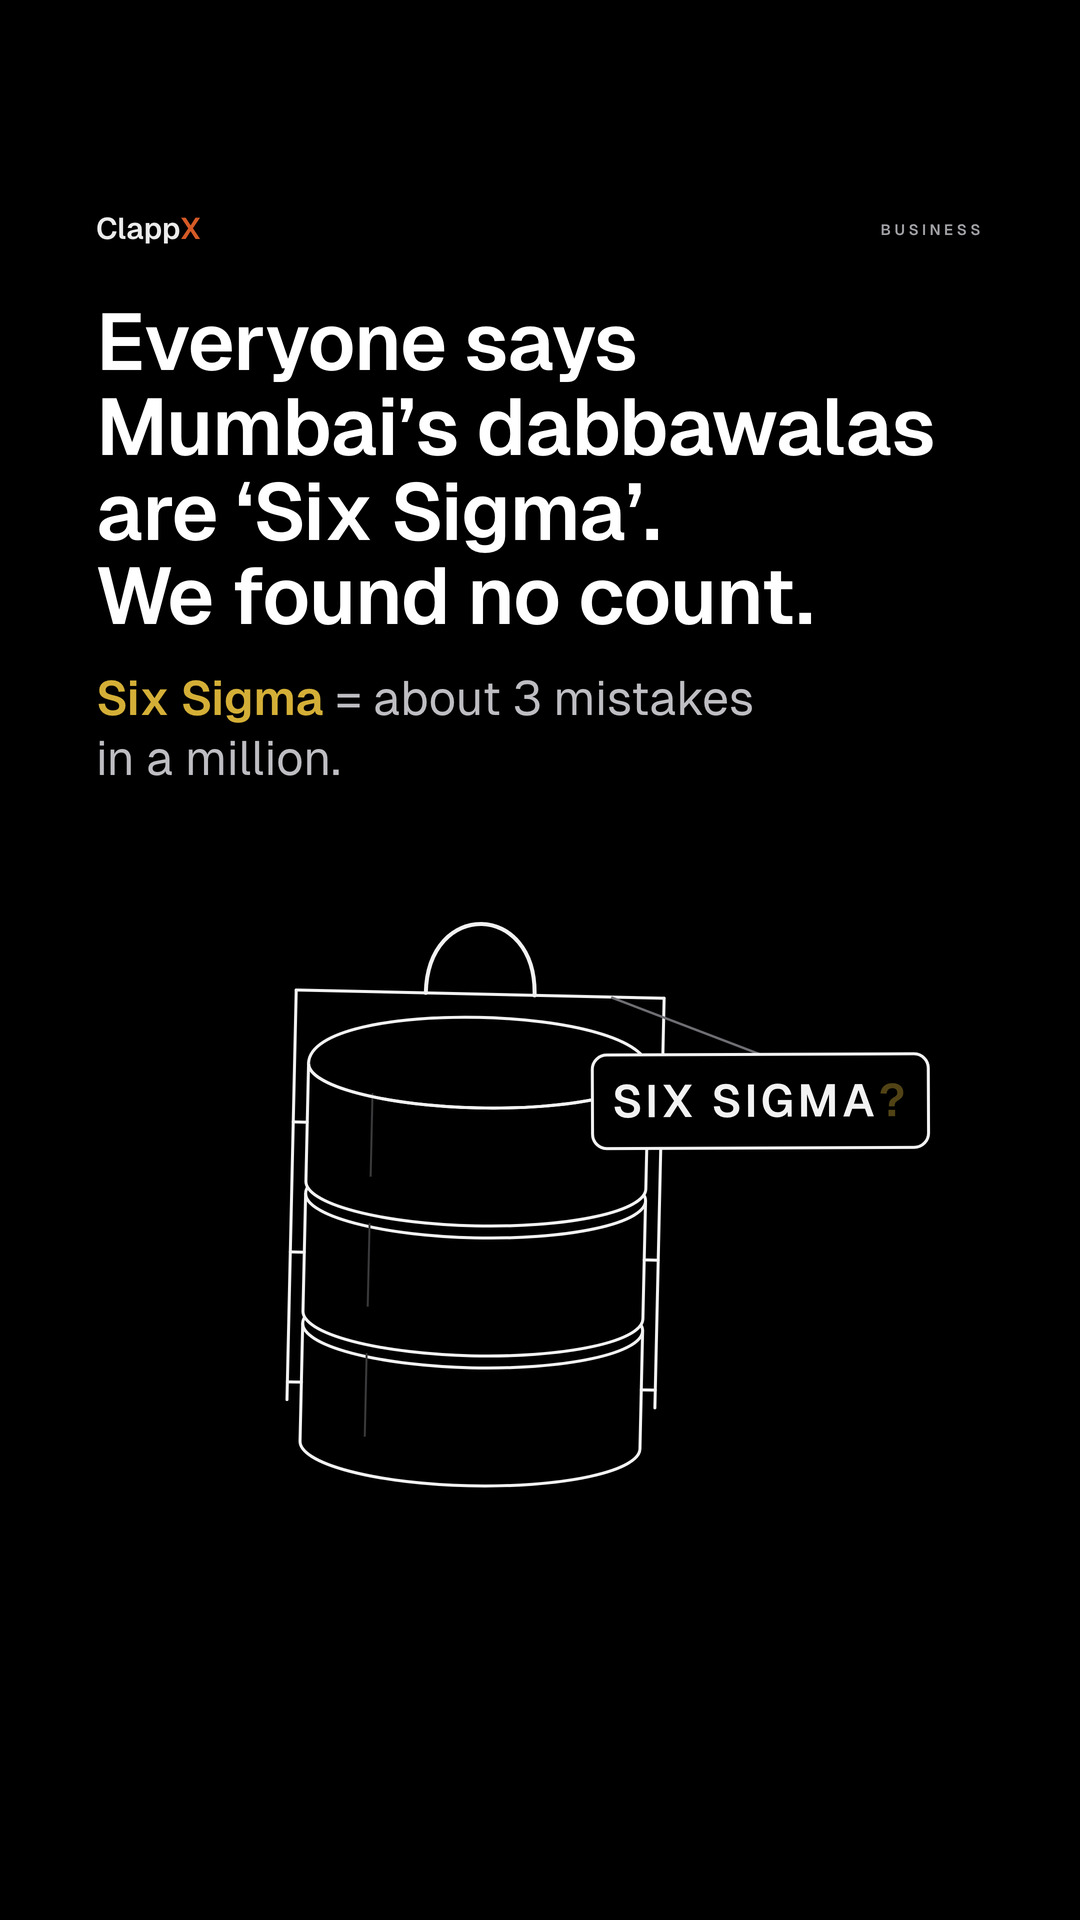 ClappX
BUSINESS
Everyone says
Mumbai’s dabbawalas
are ‘Six Sigma’.
We found no count.
Six Sigma = about 3 mistakes
in a million.
SIX SIGMA?